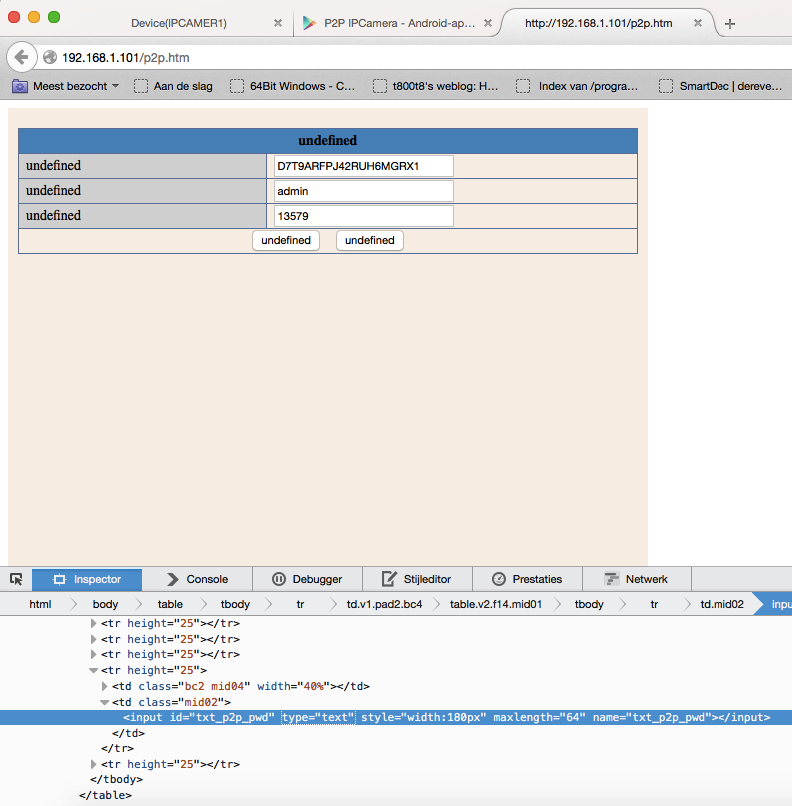 Device(IPCAMER1) × P2P IPCamera - Android-ap... × http://192.168.1.101/p2p.htm × +
192.168.1.101/p2p.htm
Meest bezocht Aan de slag 64Bit Windows - C... t800t8's weblog: H... Index van /progra... SmartDec | dereve...
undefined
undefined D7T9ARFPJ42RUH6MGRX1
undefined admin
undefined 13579
undefined undefined
Inspector Console Debugger Stijleditor Prestaties Netwerk
html body table tbody tr td.v1.pad2.bc4 table.v2.f14.mid01 tbody tr td.mid02 inpu
<tr height="25"></tr>
<tr height="25"></tr>
<tr height="25"></tr>
<tr height="25">
<td class="bc2 mid04" width="40%"></td>
<td class="mid02">
<input id="txt_p2p_pwd" type="text" style="width:180px" maxlength="64" name="txt_p2p_pwd"></input>
</td>
</tr>
<tr height="25"></tr>
</tbody>
</table>